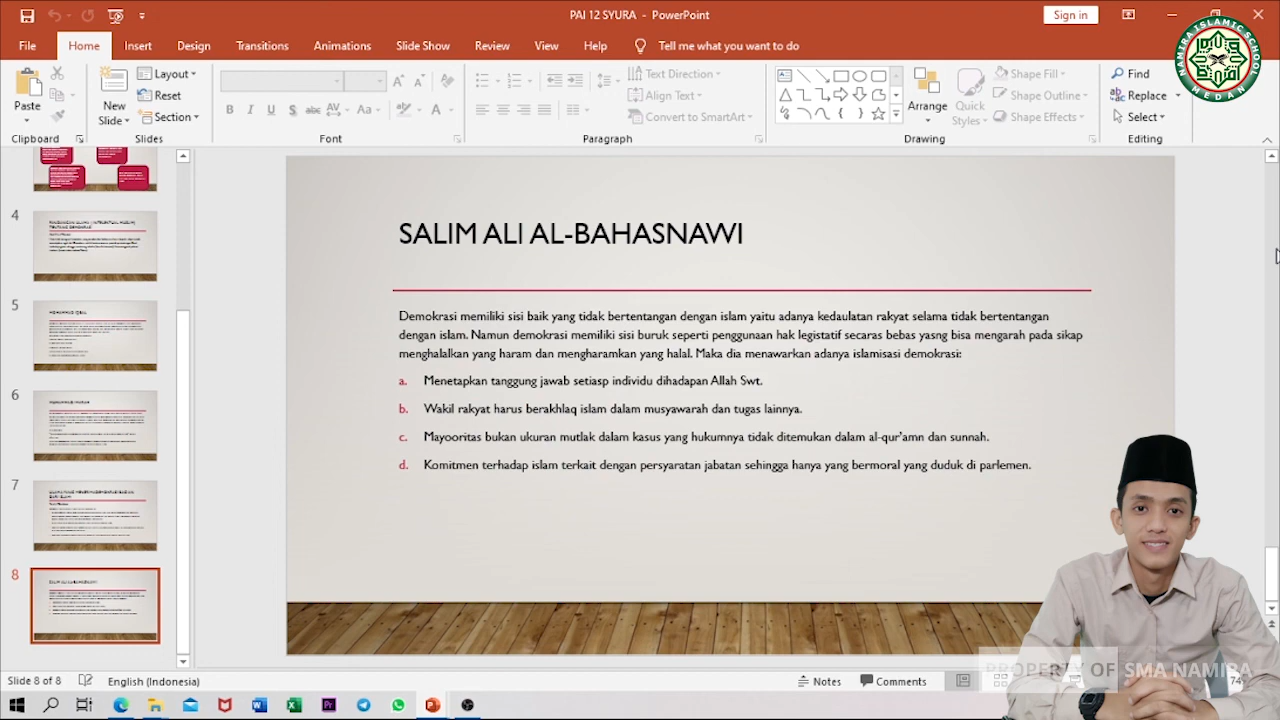 PAI 12 SYURA - PowerPoint
Sign in
File Home Insert Design Transitions Animations Slide Show Review View Help Tell me what you want to do
Paste
Clipboard
New Slide
Layout
Reset
Section
Slides
Font
Text Direction
Align Text
Convert to SmartArt
Paragraph
Arrange
Quick Styles
Shape Fill
Shape Outline
Shape Effects
Drawing
Find
Replace
Select
Editing
NAMIRA ISLAMIC SCHOOL
MEDAN
4
5
6
7
8
SALIM ALI AL-BAHASNAWI
Demokrasi memiliki sisi baik yang tidak bertentangan dengan islam yaitu adanya kedaulatan rakyat selama tidak bertentangan
dengan islam. Namun demokrasi memiliki sisi buruk seperti penggunaan hak legistatif secaras bebas yasng bisa mengarah pada sikap
menghalalkan yang haram dan mengharamkan yang halal. Maka dia menawarkan adanya islamisasi demokrasi:
a. Menetapkan tanggung jawab setiasp individu dihadapan Allah Swt.
b. Wakil rakyat harus berakhlaq islam dalam musyawarah dan tugas lainnya.
c. Mayooritas bukan ukuran mutlak dalam kasus yang hukumnya tidak ditemukan dalam al-qur'amn dan sunnah.
d. Komitmen terhadap islam terkait dengan persyaratan jabatan sehingga hanya yang bermoral yang duduk di parlemen.
PROPERTY OF SMA NAMIRA
Slide 8 of 8 English (Indonesia) Notes Comments 74%